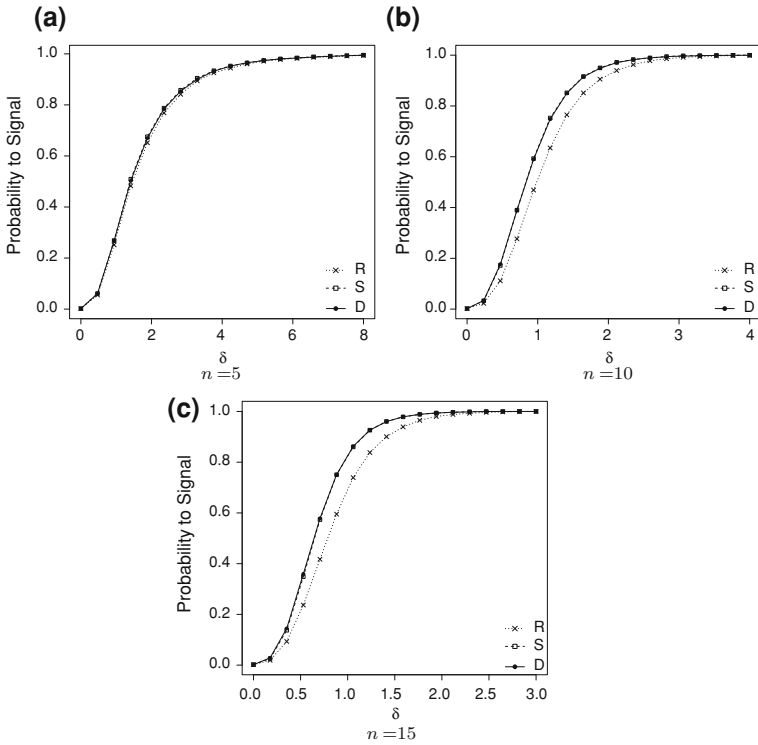 (a)
Probability to Signal
1.0
0.8
0.6
0.4
0.2
0.0
R
S
D
0 2 4 6 8
δ
n =5
(b)
Probability to Signal
1.0
0.8
0.6
0.4
0.2
0.0
R
S
D
0 1 2 3 4
δ
n =10
(c)
Probability to Signal
1.0
0.8
0.6
0.4
0.2
0.0
R
S
D
0.0 0.5 1.0 1.5 2.0 2.5 3.0
δ
n =15